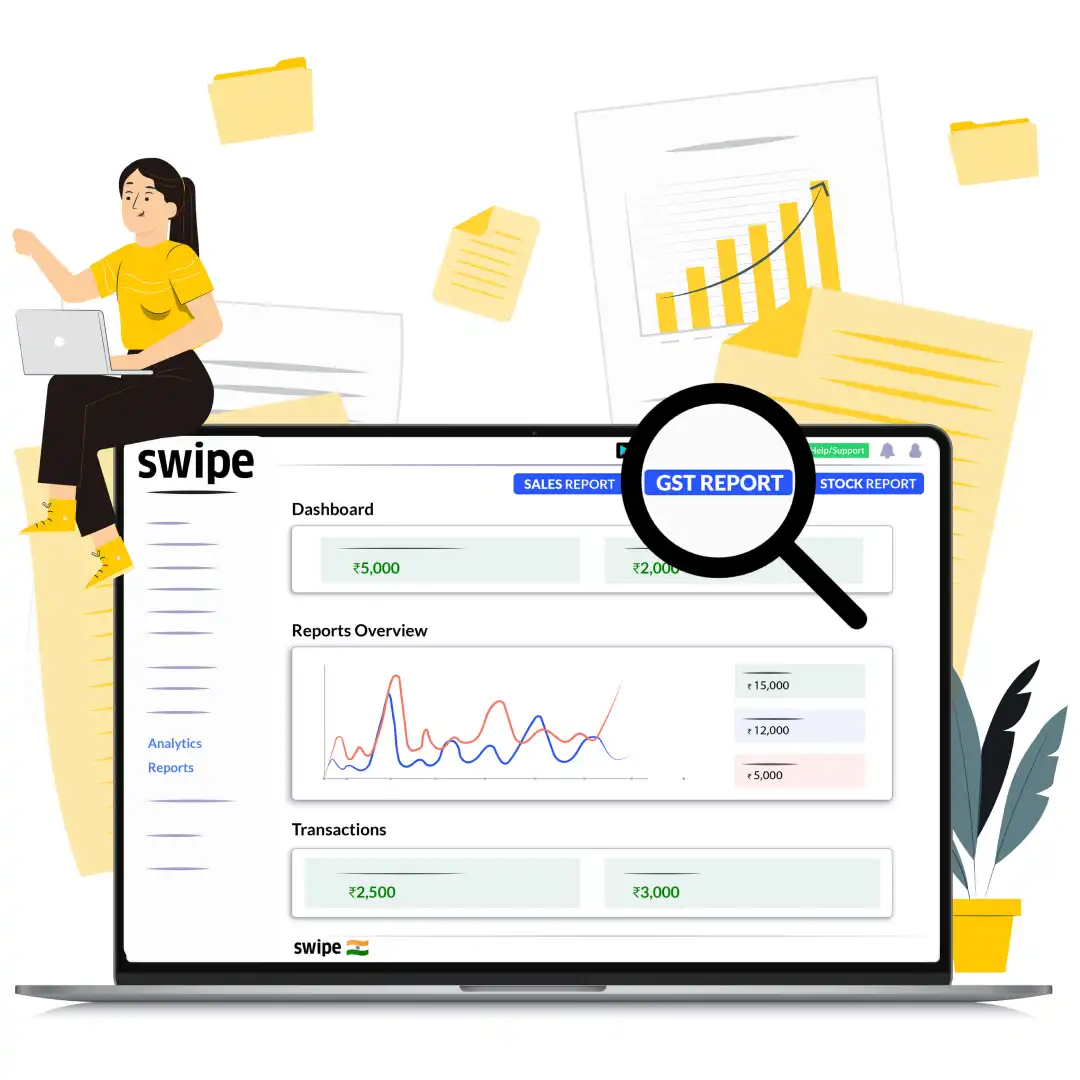 swipe
Help/Support
SALES REPORT
GST REPORT
STOCK REPORT
Dashboard
₹5,000
₹2,000
Reports Overview
₹ 15,000
₹ 12,000
₹ 5,000
Analytics
Reports
Transactions
₹2,500
₹3,000
swipe